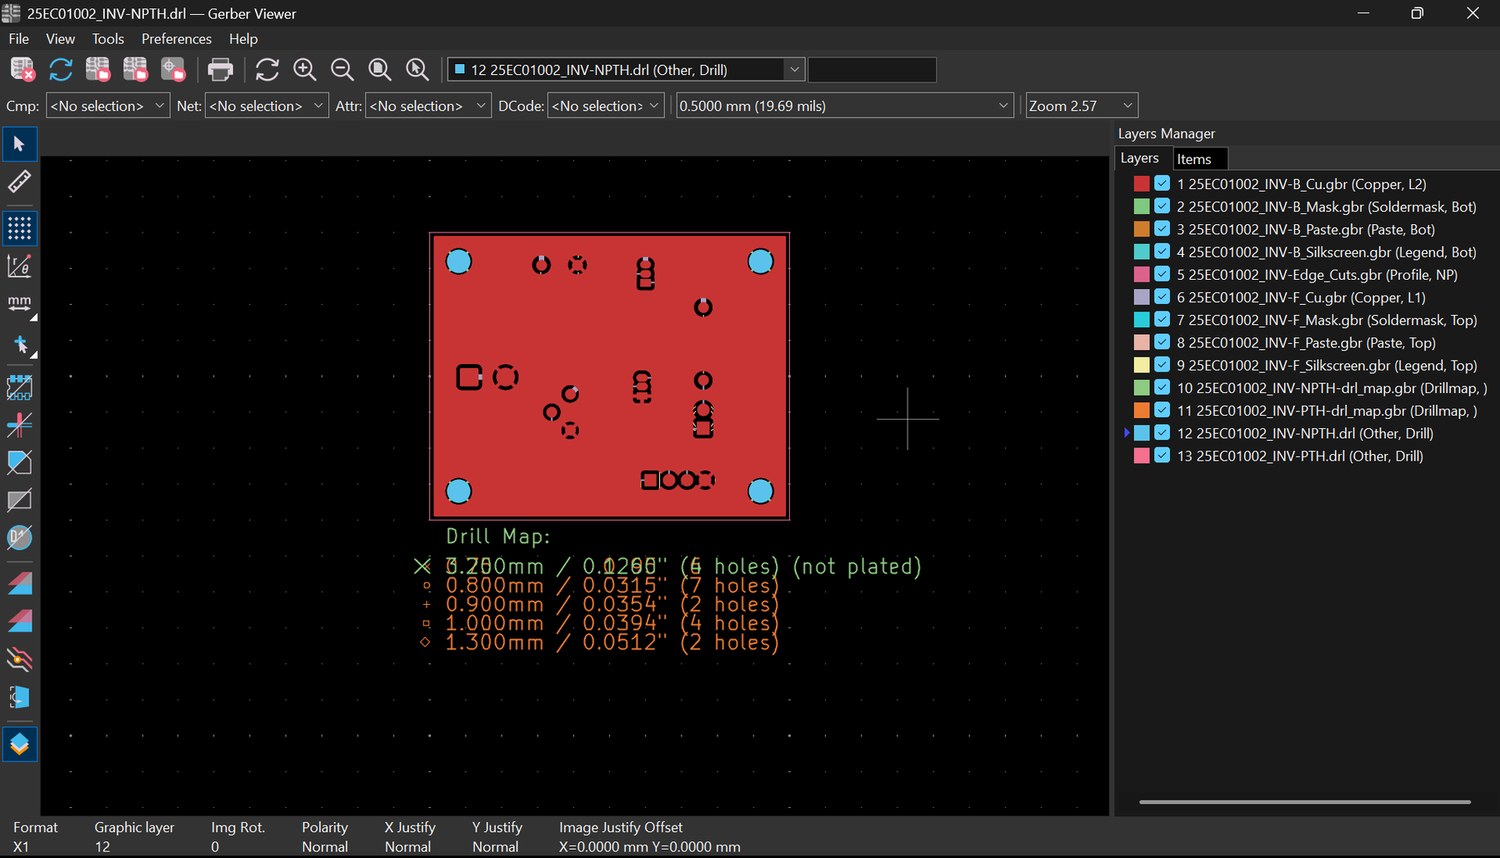 25EC01002_INV-NPTH.drl — Gerber Viewer
File View Tools Preferences Help
12 25EC01002_INV-NPTH.drl (Other, Drill)
Cmp: <No selection> Net: <No selection> Attr: <No selection> DCode: <No selection> 0.5000 mm (19.69 mils) Zoom 2.57
mm
Layers Manager
Layers Items
1 25EC01002_INV-B_Cu.gbr (Copper, L2)
2 25EC01002_INV-B_Mask.gbr (Soldermask, Bot)
3 25EC01002_INV-B_Paste.gbr (Paste, Bot)
4 25EC01002_INV-B_Silkscreen.gbr (Legend, Bot)
5 25EC01002_INV-Edge_Cuts.gbr (Profile, NP)
6 25EC01002_INV-F_Cu.gbr (Copper, L1)
7 25EC01002_INV-F_Mask.gbr (Soldermask, Top)
8 25EC01002_INV-F_Paste.gbr (Paste, Top)
9 25EC01002_INV-F_Silkscreen.gbr (Legend, Top)
10 25EC01002_INV-NPTH-drl_map.gbr (Drillmap, )
11 25EC01002_INV-PTH-drl_map.gbr (Drillmap, )
12 25EC01002_INV-NPTH.drl (Other, Drill)
13 25EC01002_INV-PTH.drl (Other, Drill)
Drill Map:
holes) (not plated)
0.800mm / 0.0315" (7 holes)
0.900mm / 0.0354" (2 holes)
1.000mm / 0.0394" (4 holes)
1.300mm / 0.0512" (2 holes)
Format Graphic layer Img Rot. Polarity X Justify Y Justify Image Justify Offset
X1 12 0 Normal Normal Normal X=0.0000 mm Y=0.0000 mm